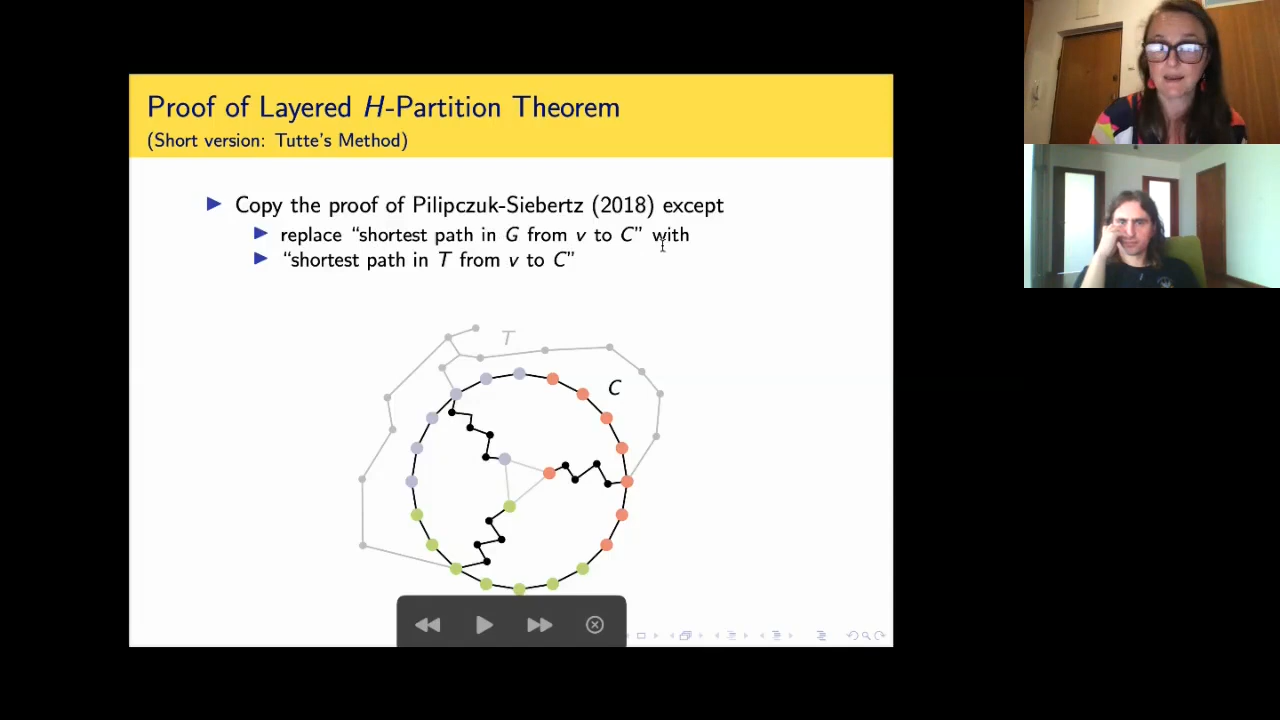 Proof of Layered H-Partition Theorem
(Short version: Tutte's Method)
Copy the proof of Pilipczuk-Siebertz (2018) except
replace “shortest path in G from v to C” with
“shortest path in T from v to C”
T
C